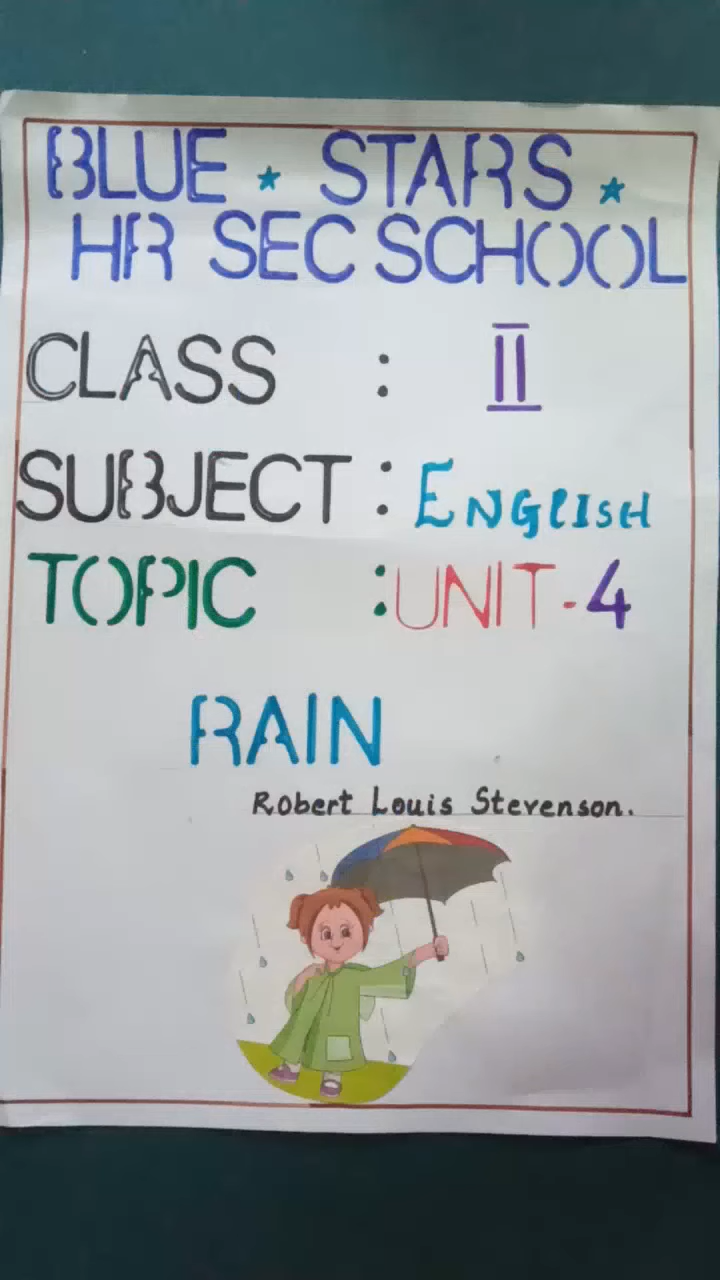 BLUE ★ STARS ★
HR SEC SCHOOL
CLASS : II
SUBJECT : ENGLISH
TOPIC : UNIT-4
RAIN
Robert Louis Stevenson.